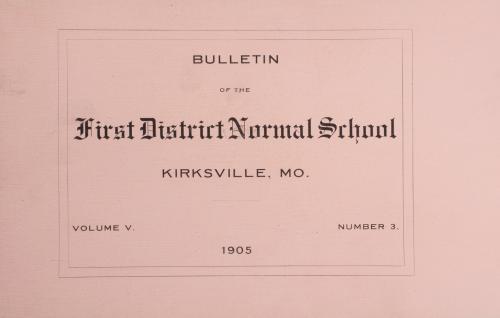 BULLETIN
OF THE
First District Normal School
KIRKSVILLE, MO.
VOLUME V.
NUMBER 3.
1905